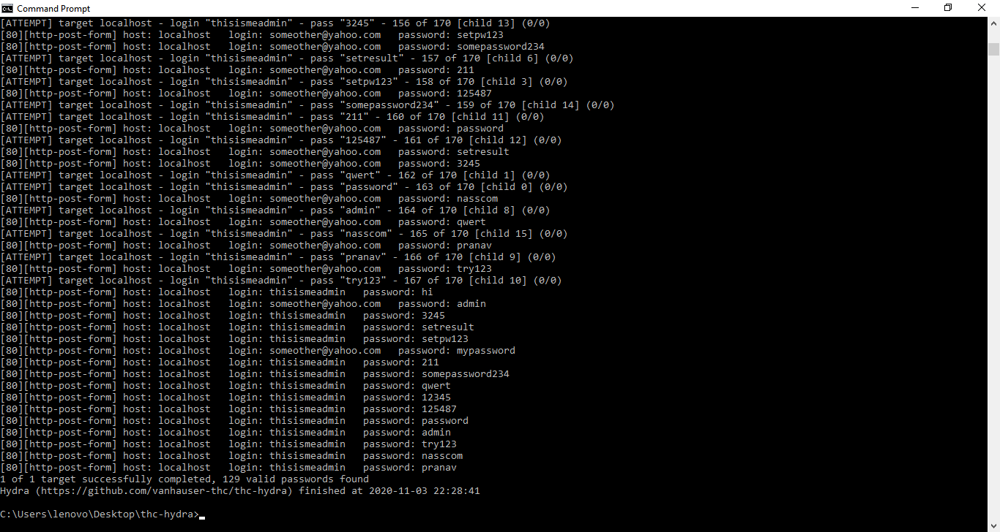 Command Prompt
[ATTEMPT] target localhost - login "thisismeadmin" - pass "3245" - 156 of 170 [child 13] (0/0)
[80][http-post-form] host: localhost   login: someother@yahoo.com   password: setpw123
[80][http-post-form] host: localhost   login: someother@yahoo.com   password: somepassword234
[ATTEMPT] target localhost - login "thisismeadmin" - pass "setresult" - 157 of 170 [child 6] (0/0)
[80][http-post-form] host: localhost   login: someother@yahoo.com   password: 211
[ATTEMPT] target localhost - login "thisismeadmin" - pass "setpw123" - 158 of 170 [child 3] (0/0)
[80][http-post-form] host: localhost   login: someother@yahoo.com   password: 125487
[ATTEMPT] target localhost - login "thisismeadmin" - pass "somepassword234" - 159 of 170 [child 14] (0/0)
[ATTEMPT] target localhost - login "thisismeadmin" - pass "211" - 160 of 170 [child 11] (0/0)
[80][http-post-form] host: localhost   login: someother@yahoo.com   password: password
[ATTEMPT] target localhost - login "thisismeadmin" - pass "125487" - 161 of 170 [child 12] (0/0)
[80][http-post-form] host: localhost   login: someother@yahoo.com   password: setresult
[80][http-post-form] host: localhost   login: someother@yahoo.com   password: 3245
[ATTEMPT] target localhost - login "thisismeadmin" - pass "qwert" - 162 of 170 [child 1] (0/0)
[ATTEMPT] target localhost - login "thisismeadmin" - pass "password" - 163 of 170 [child 0] (0/0)
[80][http-post-form] host: localhost   login: someother@yahoo.com   password: nasscom
[ATTEMPT] target localhost - login "thisismeadmin" - pass "admin" - 164 of 170 [child 8] (0/0)
[80][http-post-form] host: localhost   login: someother@yahoo.com   password: qwert
[ATTEMPT] target localhost - login "thisismeadmin" - pass "nasscom" - 165 of 170 [child 15] (0/0)
[80][http-post-form] host: localhost   login: someother@yahoo.com   password: pranav
[ATTEMPT] target localhost - login "thisismeadmin" - pass "pranav" - 166 of 170 [child 9] (0/0)
[80][http-post-form] host: localhost   login: someother@yahoo.com   password: try123
[ATTEMPT] target localhost - login "thisismeadmin" - pass "try123" - 167 of 170 [child 10] (0/0)
[80][http-post-form] host: localhost   login: thisismeadmin   password: hi
[80][http-post-form] host: localhost   login: someother@yahoo.com   password: admin
[80][http-post-form] host: localhost   login: thisismeadmin   password: 3245
[80][http-post-form] host: localhost   login: thisismeadmin   password: setresult
[80][http-post-form] host: localhost   login: thisismeadmin   password: setpw123
[80][http-post-form] host: localhost   login: someother@yahoo.com   password: mypassword
[80][http-post-form] host: localhost   login: thisismeadmin   password: 211
[80][http-post-form] host: localhost   login: thisismeadmin   password: somepassword234
[80][http-post-form] host: localhost   login: thisismeadmin   password: qwert
[80][http-post-form] host: localhost   login: thisismeadmin   password: 12345
[80][http-post-form] host: localhost   login: thisismeadmin   password: 125487
[80][http-post-form] host: localhost   login: thisismeadmin   password: password
[80][http-post-form] host: localhost   login: thisismeadmin   password: admin
[80][http-post-form] host: localhost   login: thisismeadmin   password: try123
[80][http-post-form] host: localhost   login: thisismeadmin   password: nasscom
[80][http-post-form] host: localhost   login: thisismeadmin   password: pranav
1 of 1 target successfully completed, 129 valid passwords found
Hydra (https://github.com/vanhauser-thc/thc-hydra) finished at 2020-11-03 22:28:41
C:\Users\lenovo\Desktop\thc-hydra>